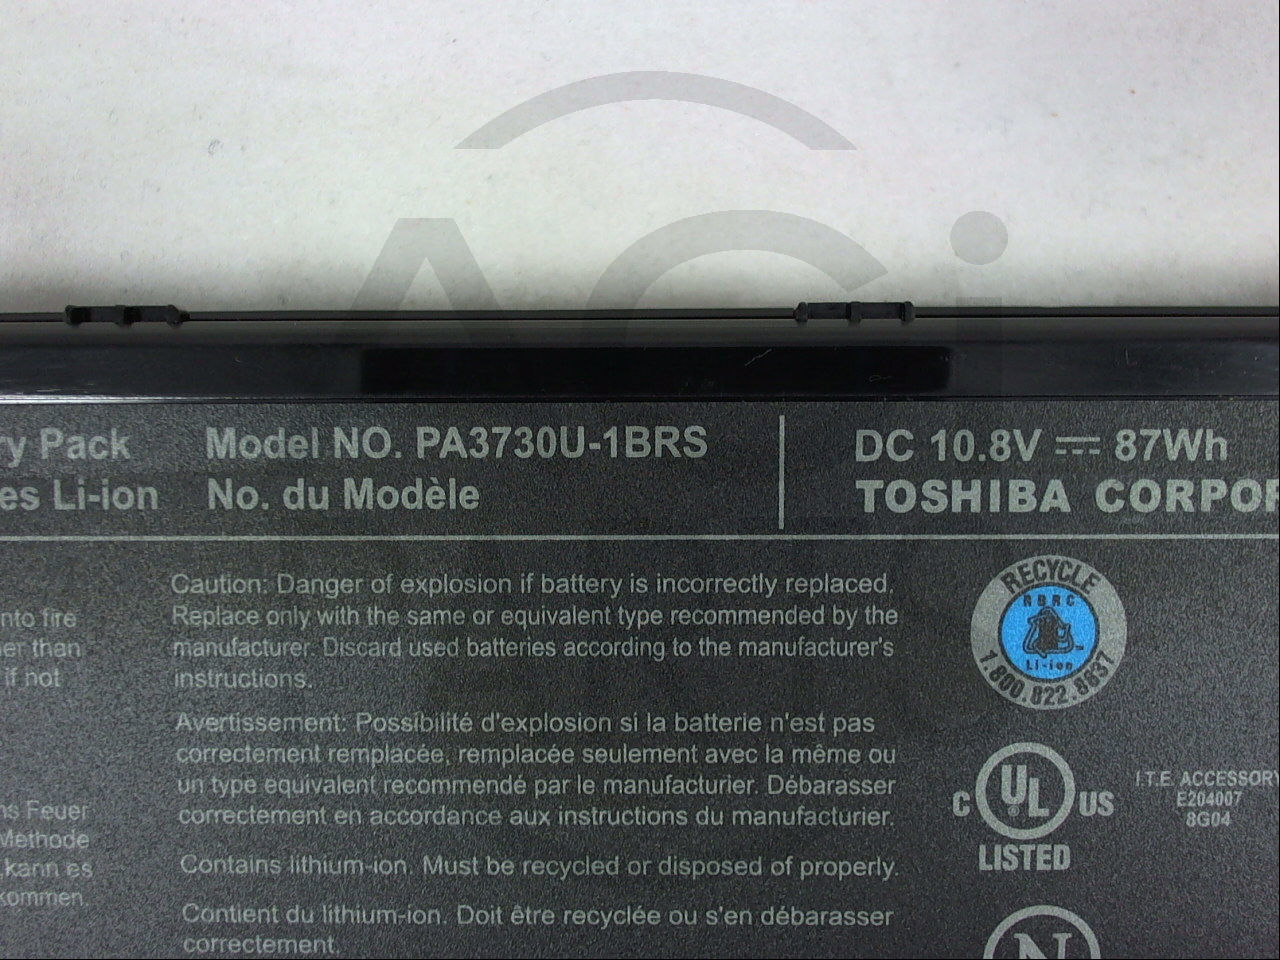 ACi
ry Pack Model NO. PA3730U-1BRS DC 10.8V 87Wh
es Li-ion No. du Modèle TOSHIBA CORPOR
Caution: Danger of explosion if battery is incorrectly replaced.
Replace only with the same or equivalent type recommended by the
manufacturer. Discard used batteries according to the manufacturer's
instructions.
Avertissement: Possibilité d'explosion si la batterie n'est pas
correctement remplacée, remplacée seulement avec la même ou
un type equivalent recommendé par le manufacturier. Débarasser
correctement en accordance aux instructions du manufacturier.
Contains lithium-ion. Must be recycled or disposed of properly.
Contient du lithium-ion. Doit être recyclée ou s'en débarasser
correctement.
nto fire
er than
if not
ns Feuer
Methode
kann es
kommen.
RECYCLE
RBRC
Li-ion
1.800.822.8837
C UL US
LISTED
I.T.E. ACCESSORY
E204007
8G04
N